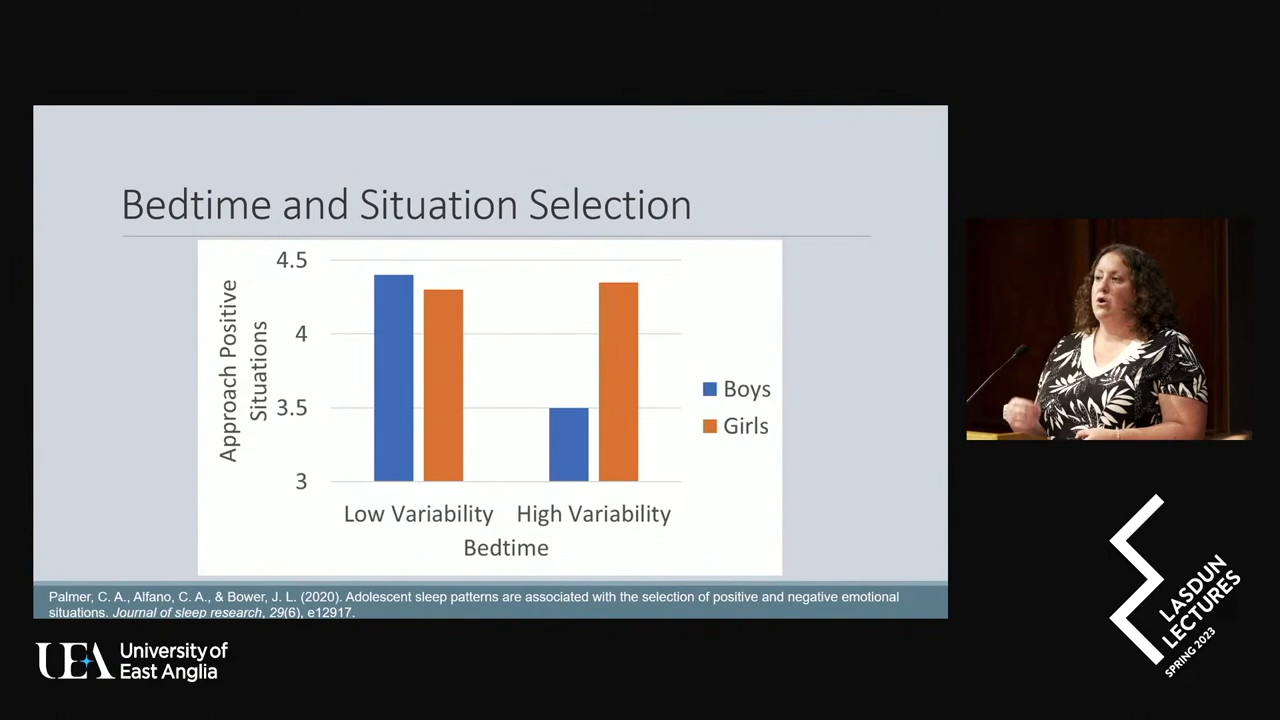 Bedtime and Situation Selection
4.5
4
3.5
3
Approach Positive
Situations
Low Variability
High Variability
Bedtime
Boys
Girls
Palmer, C. A., Alfano, C. A., & Bower, J. L. (2020). Adolescent sleep patterns are associated with the selection of positive and negative emotional
situations. Journal of sleep research, 29(6), e12917.
UEA
University of
East Anglia
LASDUN
LECTURES
SPRING 2023